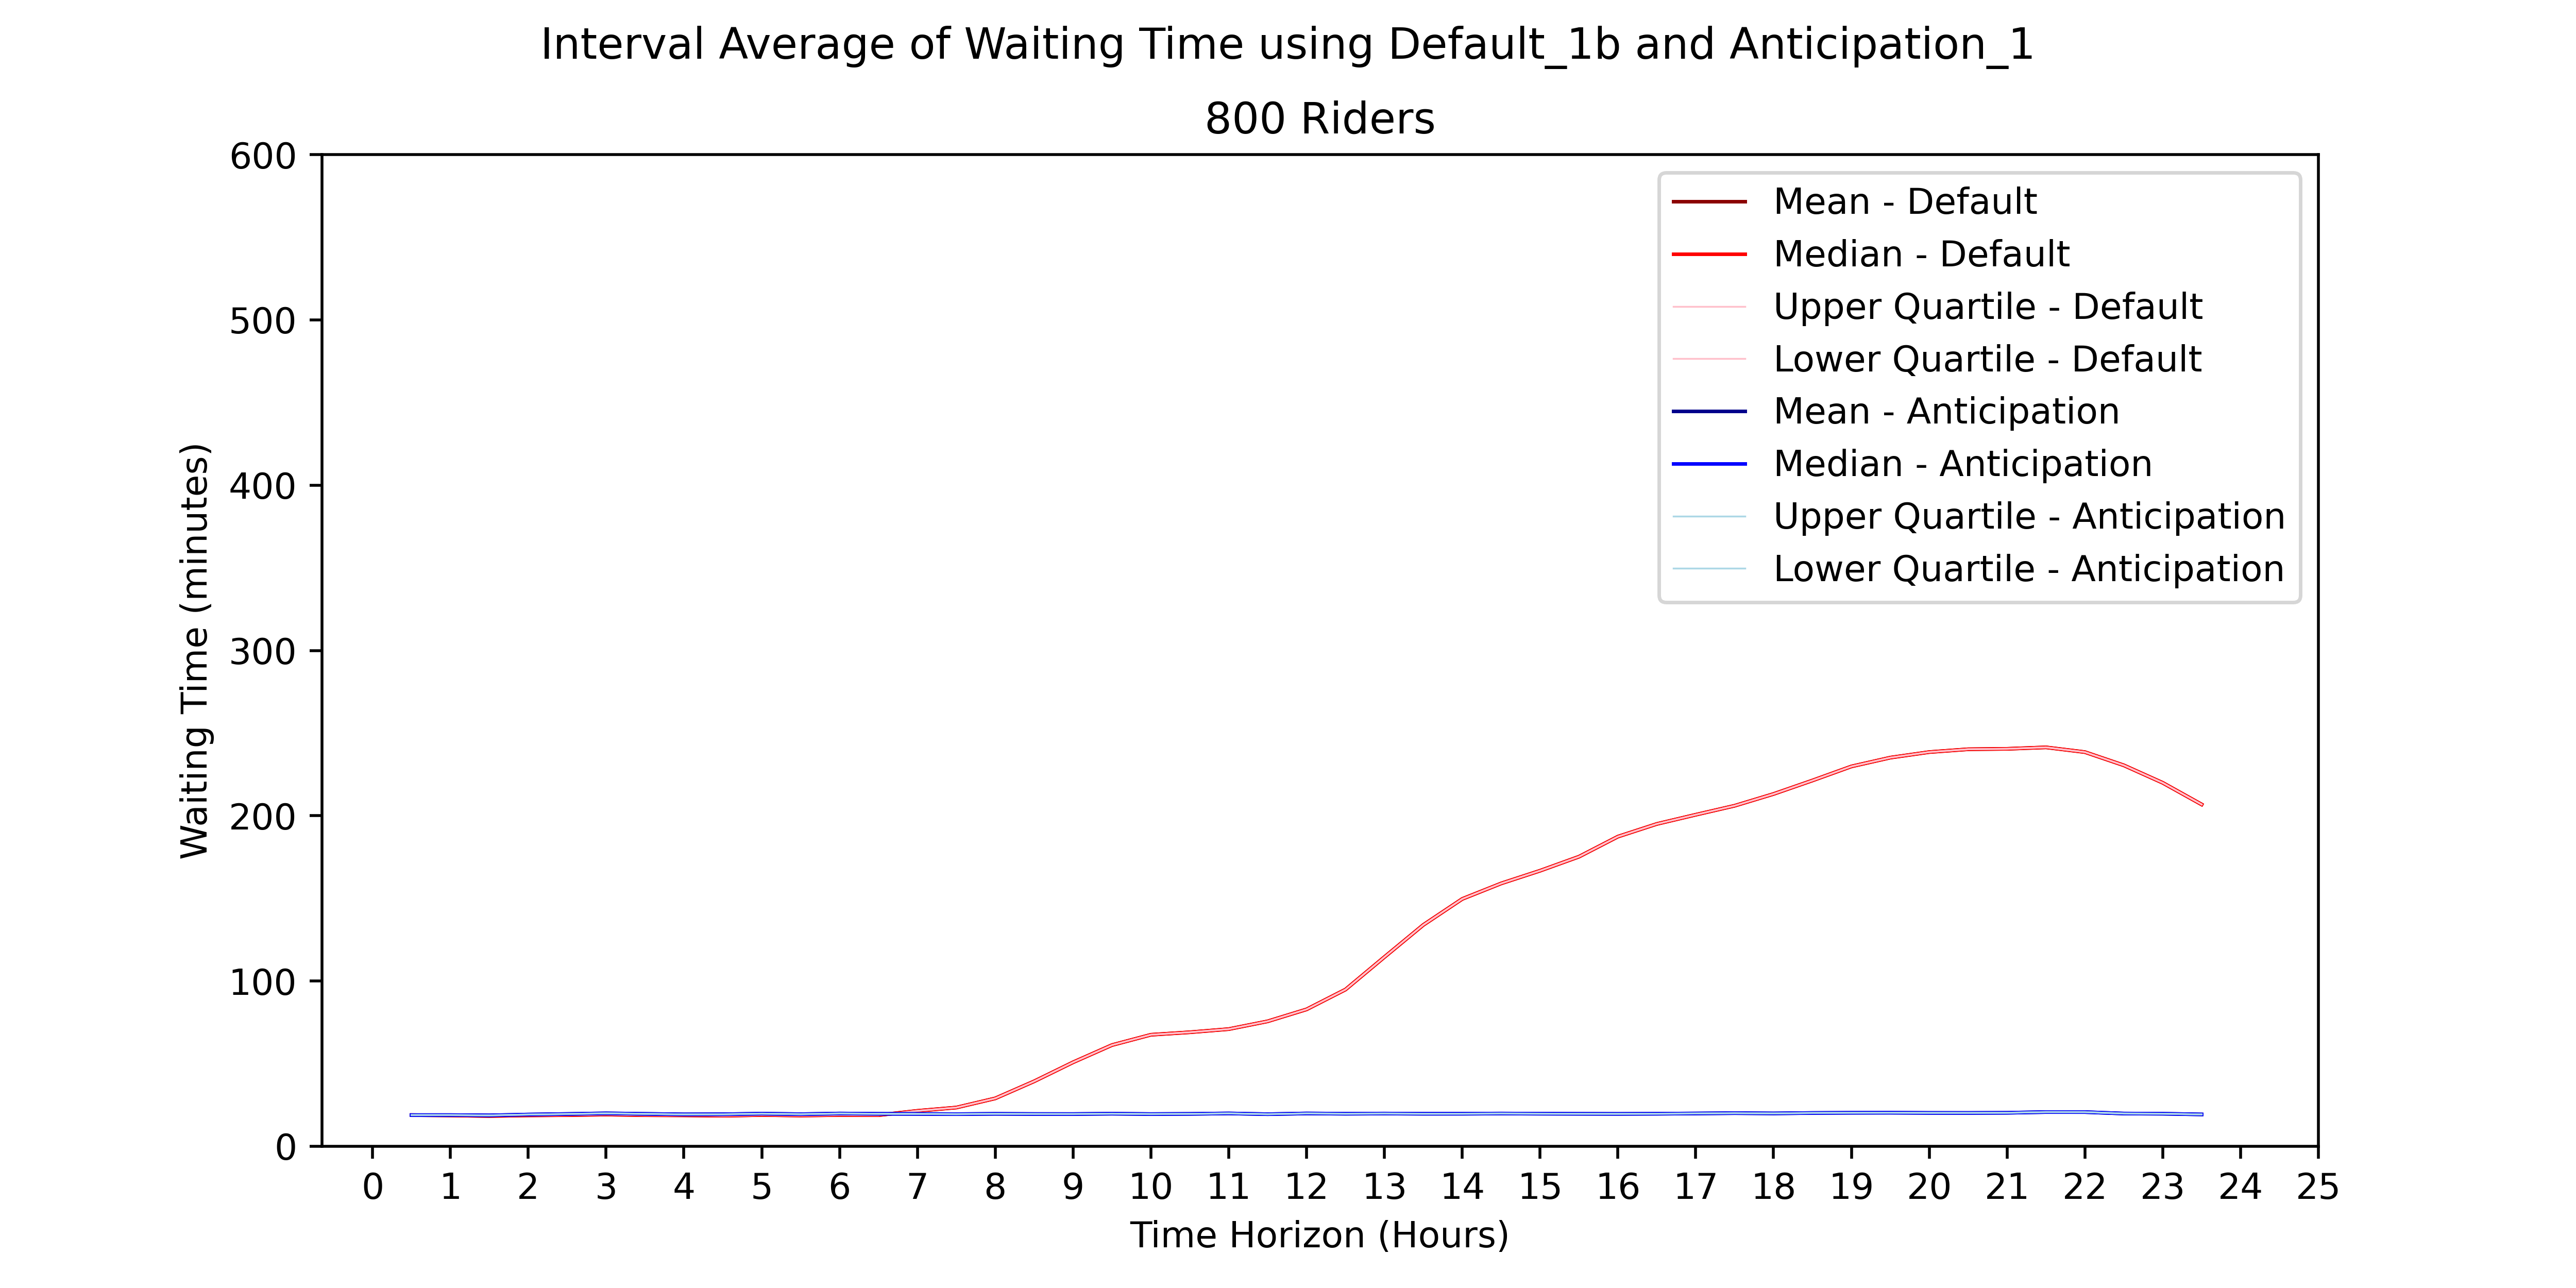 Interval Average of Waiting Time using Default_1b and Anticipation_1
800 Riders
600
500
400
300
200
100
0
Waiting Time (minutes)
Mean - Default
Median - Default
Upper Quartile - Default
Lower Quartile - Default
Mean - Anticipation
Median - Anticipation
Upper Quartile - Anticipation
Lower Quartile - Anticipation
0 1 2 3 4 5 6 7 8 9 10 11 12 13 14 15 16 17 18 19 20 21 22 23 24 25
Time Horizon (Hours)